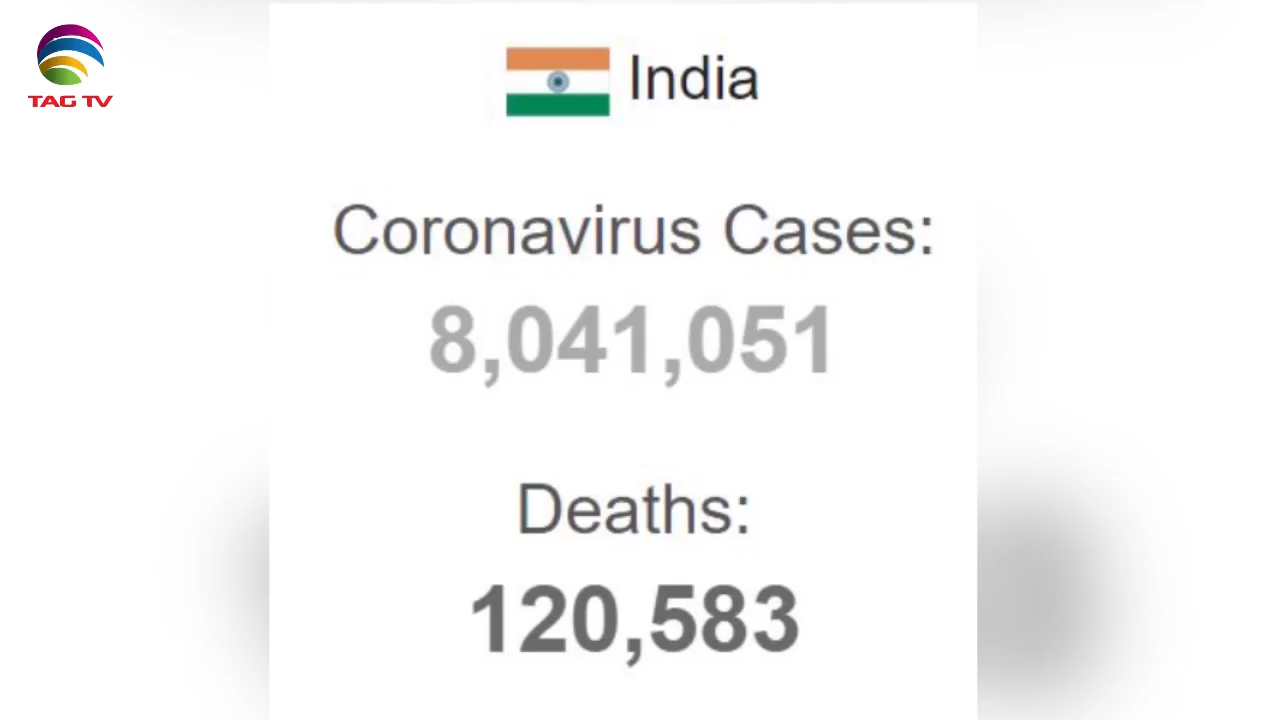 TAG TV
India
Coronavirus Cases:
8,041,051
Deaths:
120,583